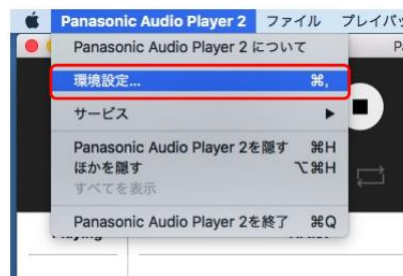 Panasonic Audio Player 2 ファイル プレイバッ
Panasonic Audio Player 2 について
環境設定... ⌘,
サービス ▶
Panasonic Audio Player 2を隠す ⌘H
ほかを隠す ⌥⌘H
すべてを表示
Panasonic Audio Player 2を終了 ⌘Q